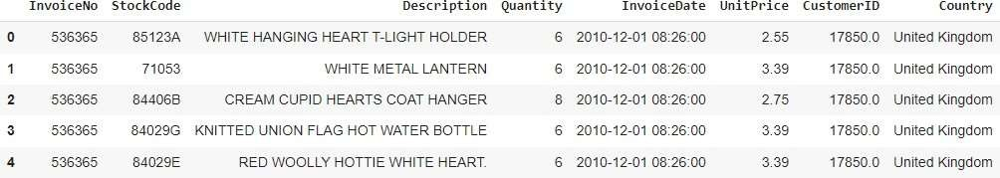 InvoiceNo StockCode Description Quantity InvoiceDate UnitPrice CustomerID Country
0 536365 85123A WHITE HANGING HEART T-LIGHT HOLDER 6 2010-12-01 08:26:00 2.55 17850.0 United Kingdom
1 536365 71053 WHITE METAL LANTERN 6 2010-12-01 08:26:00 3.39 17850.0 United Kingdom
2 536365 84406B CREAM CUPID HEARTS COAT HANGER 8 2010-12-01 08:26:00 2.75 17850.0 United Kingdom
3 536365 84029G KNITTED UNION FLAG HOT WATER BOTTLE 6 2010-12-01 08:26:00 3.39 17850.0 United Kingdom
4 536365 84029E RED WOOLLY HOTTIE WHITE HEART. 6 2010-12-01 08:26:00 3.39 17850.0 United Kingdom